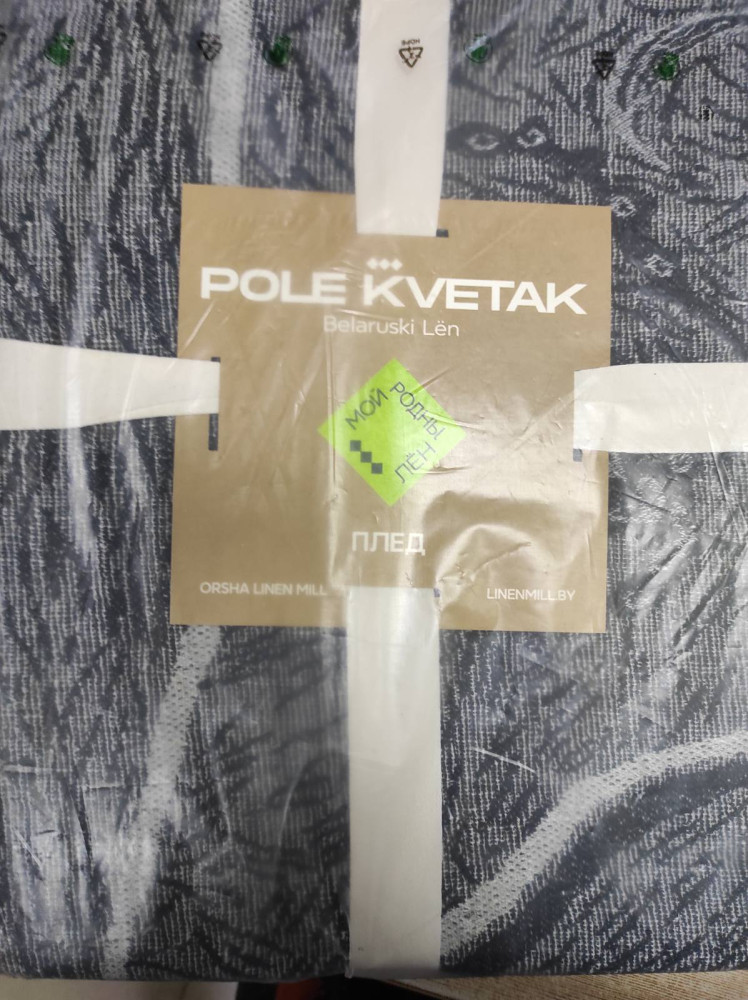 POLE KVETAK
Belaruski Lën
МОЙ
РОДНЫ
ЛЁН
ПЛЕД
ORSHA LINEN MILL
LINENMILL.BY